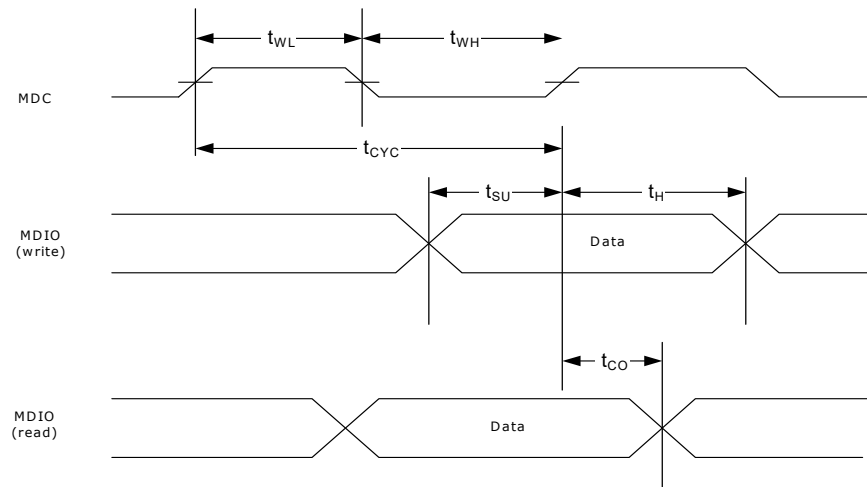 tWL
tWH
MDC
tCYC
tSU
tH
MDIO
(write)
Data
tCO
MDIO
(read)
Data